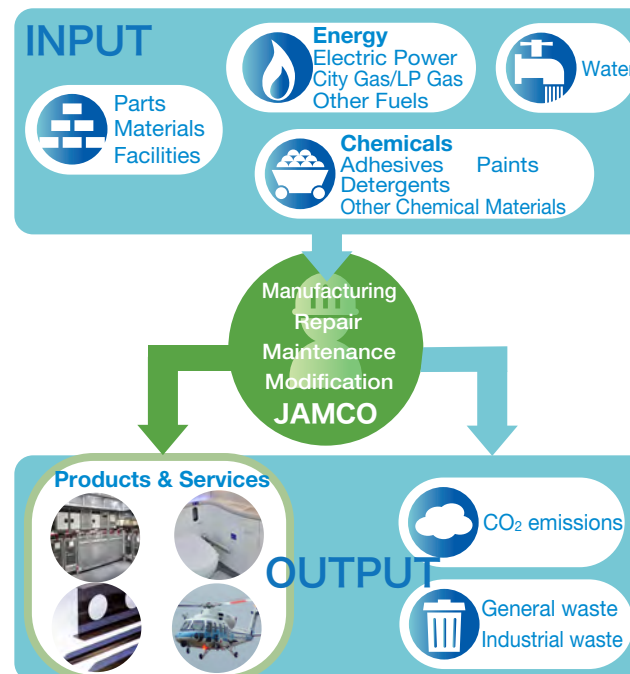 INPUT
Energy
Electric Power
City Gas/LP Gas
Other Fuels
Water
Parts
Materials
Facilities
Chemicals
Adhesives Paints
Detergents
Other Chemical Materials
Manufacturing
Repair
Maintenance
Modification
JAMCO
Products & Services
OUTPUT
CO₂ emissions
General waste
Industrial waste